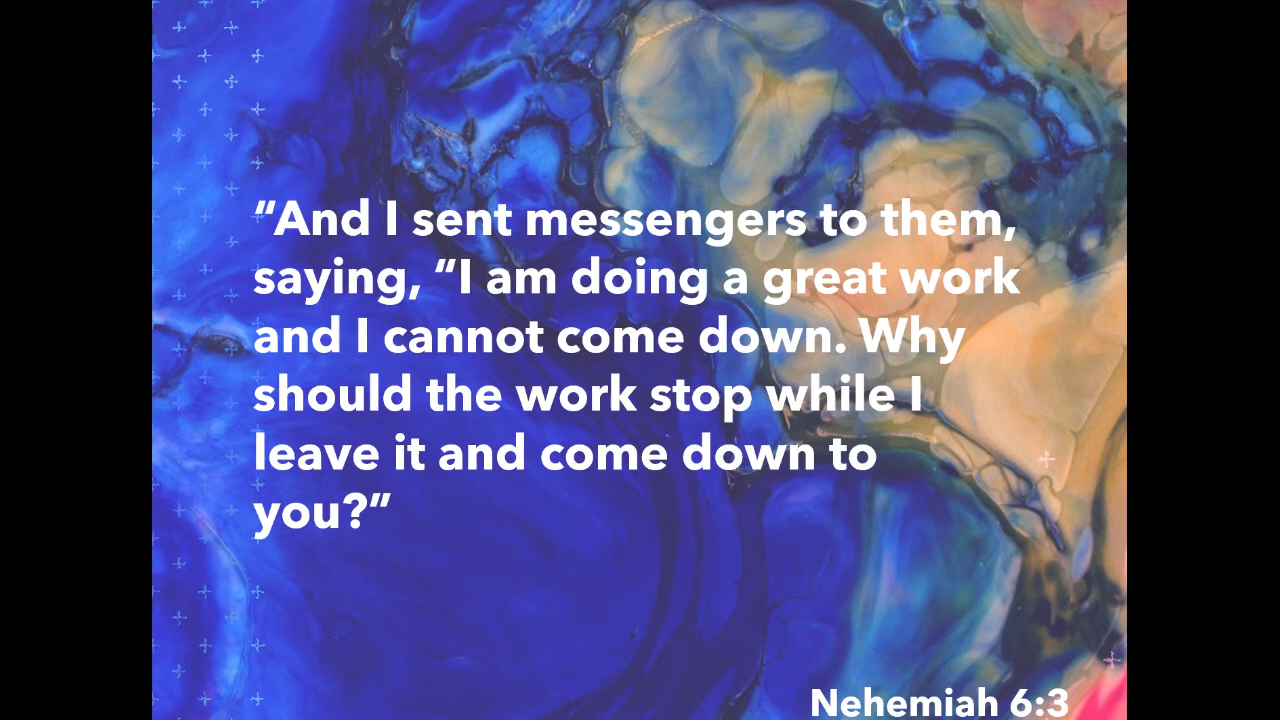 “And I sent messengers to them,
saying, “I am doing a great work
and I cannot come down. Why
should the work stop while I
leave it and come down to
you?”
Nehemiah 6:3